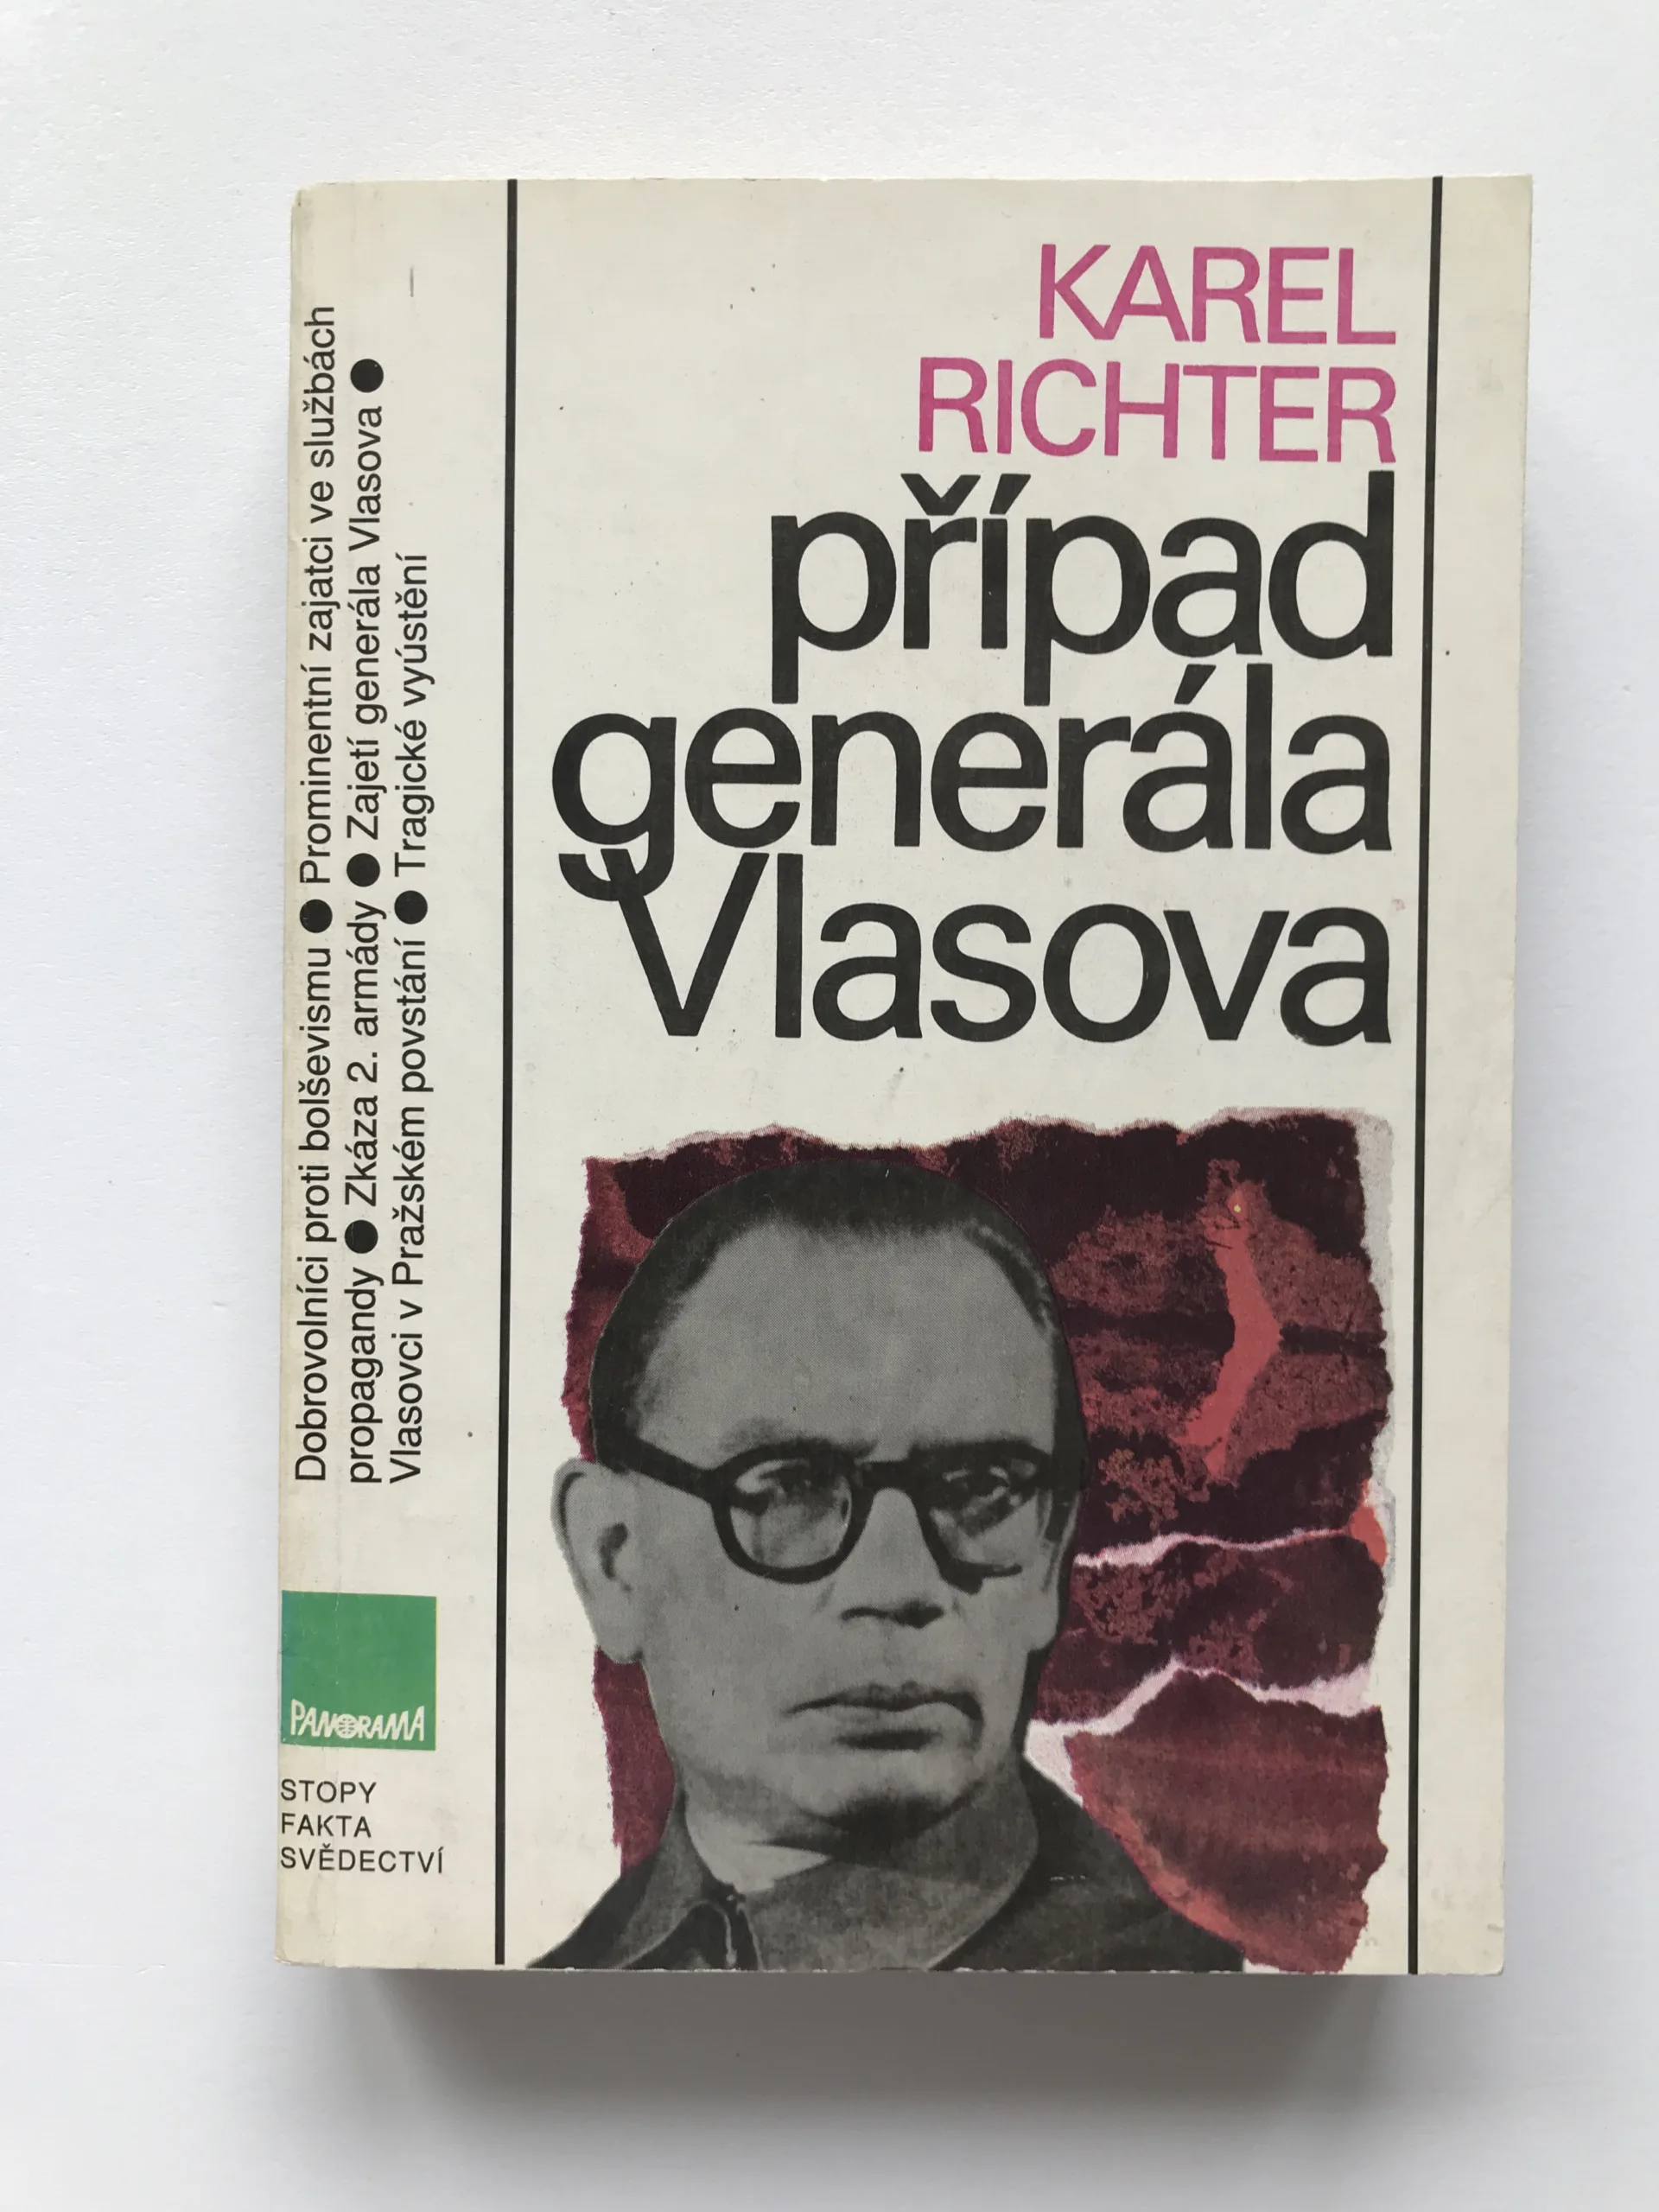 KAREL
RICHTER
případ
generála
Vlasova
Dobrovolníci proti bolševismu ● Prominentní zajatci ve službách
propagandy ● Zkáza 2. armády ● Zajetí generála Vlasova ●
Vlasovci v Pražském povstání ● Tragické vyústění
PANORAMA
STOPY
FAKTA
SVĚDECTVÍ